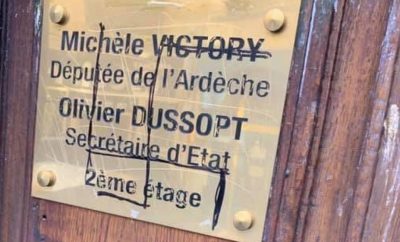 Michèle VICTORY
Députée de l'Ardèche
Olivier DUSSOPT
Secrétaire d'Etat
2ème étage